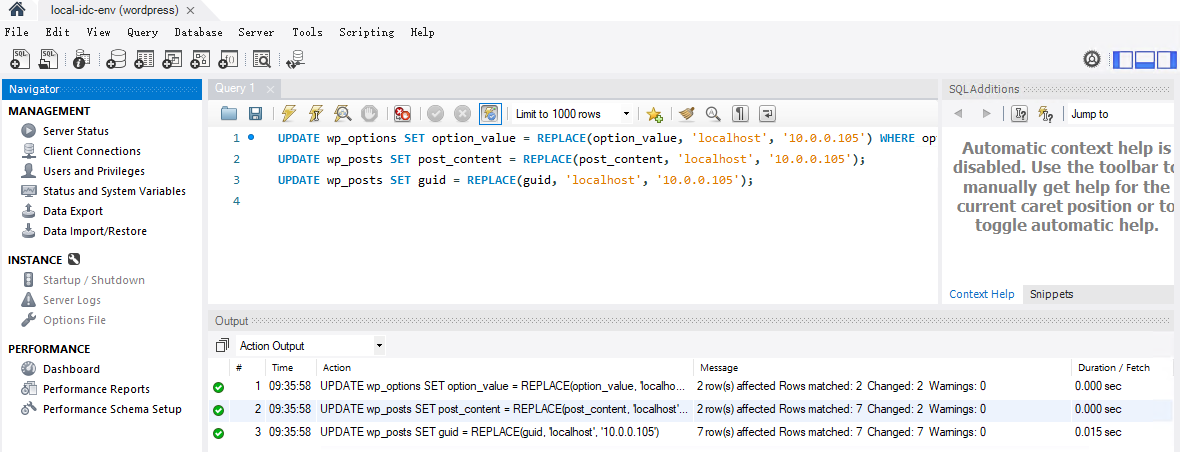 local-idc-env (wordpress)
File Edit View Query Database Server Tools Scripting Help
Navigator
MANAGEMENT
Server Status
Client Connections
Users and Privileges
Status and System Variables
Data Export
Data Import/Restore
INSTANCE
Startup / Shutdown
Server Logs
Options File
PERFORMANCE
Dashboard
Performance Reports
Performance Schema Setup
Query 1
Limit to 1000 rows
1 UPDATE wp_options SET option_value = REPLACE(option_value, 'localhost', '10.0.0.105') WHERE opt
2 UPDATE wp_posts SET post_content = REPLACE(post_content, 'localhost', '10.0.0.105');
3 UPDATE wp_posts SET guid = REPLACE(guid, 'localhost', '10.0.0.105');
4
SQLAdditions
Jump to
Automatic context help is
disabled. Use the toolbar to
manually get help for the
current caret position or to
toggle automatic help.
Context Help Snippets
Output
Action Output
# Time Action Message Duration / Fetch
1 09:35:58 UPDATE wp_options SET option_value = REPLACE(option_value, 'localho... 2 row(s) affected Rows matched: 2 Changed: 2 Warnings: 0 0.000 sec
2 09:35:58 UPDATE wp_posts SET post_content = REPLACE(post_content, 'localhost'... 2 row(s) affected Rows matched: 7 Changed: 2 Warnings: 0 0.000 sec
3 09:35:58 UPDATE wp_posts SET guid = REPLACE(guid, 'localhost', '10.0.0.105') 7 row(s) affected Rows matched: 7 Changed: 7 Warnings: 0 0.015 sec